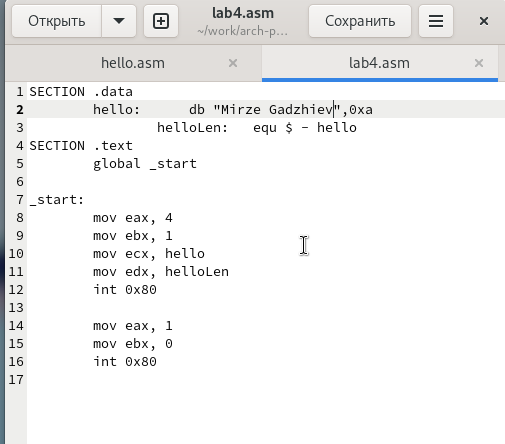 Открыть lab4.asm Сохранить
~/work/arch-p...
hello.asm × lab4.asm ×
1 SECTION .data
2 hello: db "Mirze Gadzhiev",0xa
3 helloLen: equ $ - hello
4 SECTION .text
5 global _start
6
7 _start:
8 mov eax, 4
9 mov ebx, 1
10 mov ecx, hello
11 mov edx, helloLen
12 int 0x80
13
14 mov eax, 1
15 mov ebx, 0
16 int 0x80
17